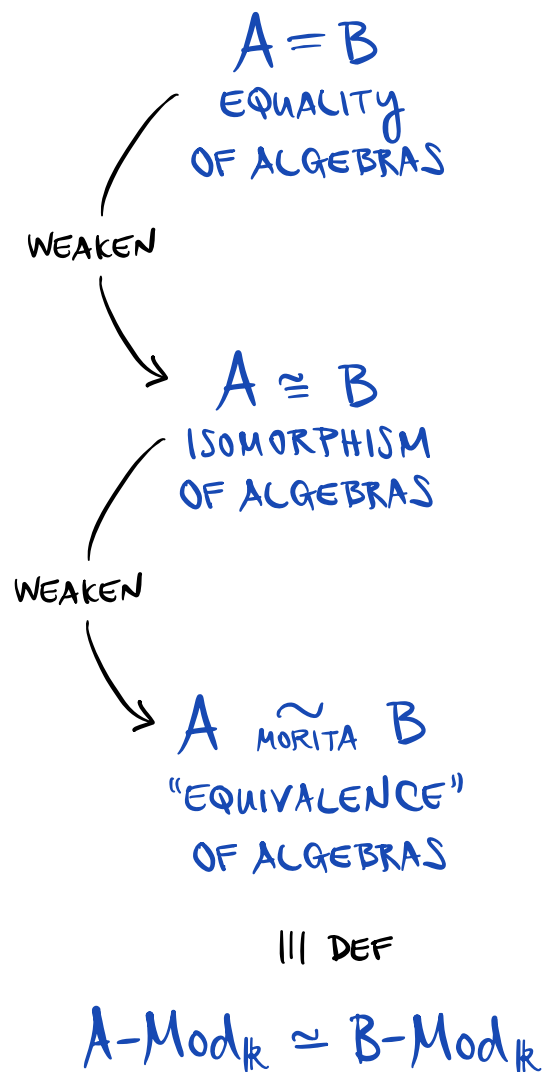 A = B
EQUALITY
OF ALGEBRAS
WEAKEN
A ≅ B
ISOMORPHISM
OF ALGEBRAS
WEAKEN
A ~ MORITA B
"EQUIVALENCE"
OF ALGEBRAS
||| DEF
A-Mod𝕜 ≃ B-Mod𝕜